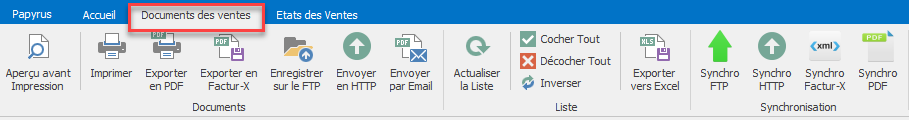 Papyrus Accueil Documents des ventes Etats des Ventes
Aperçu avant
Impression
Imprimer
PDF
Exporter
en PDF
PDF
Exporter en
Factur-X
Enregistrer
sur le FTP
Envoyer
en HTTP
PDF
Envoyer
par Email
Documents
Actualiser
la Liste
Cocher Tout
Décocher Tout
Inverser
XLS
Exporter
vers Excel
Liste
Synchro
FTP
Synchro
HTTP
<xml>
Synchro
Factur-X
PDF
Synchro
PDF
Synchronisation